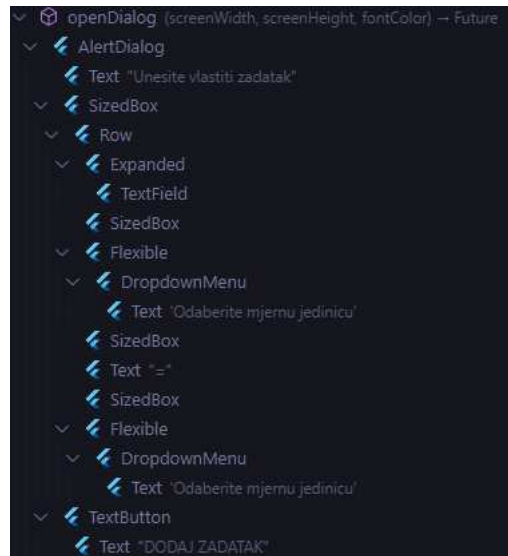 openDialog (screenWidth, screenHeight, fontColor) → Future
AlertDialog
Text "Unesite vlastiti zadatak"
SizedBox
Row
Expanded
TextField
SizedBox
Flexible
DropdownMenu
Text 'Odaberite mjernu jedinicu'
SizedBox
Text "="
SizedBox
Flexible
DropdownMenu
Text 'Odaberite mjernu jedinicu'
TextButton
Text "DODAJ ZADATAK"